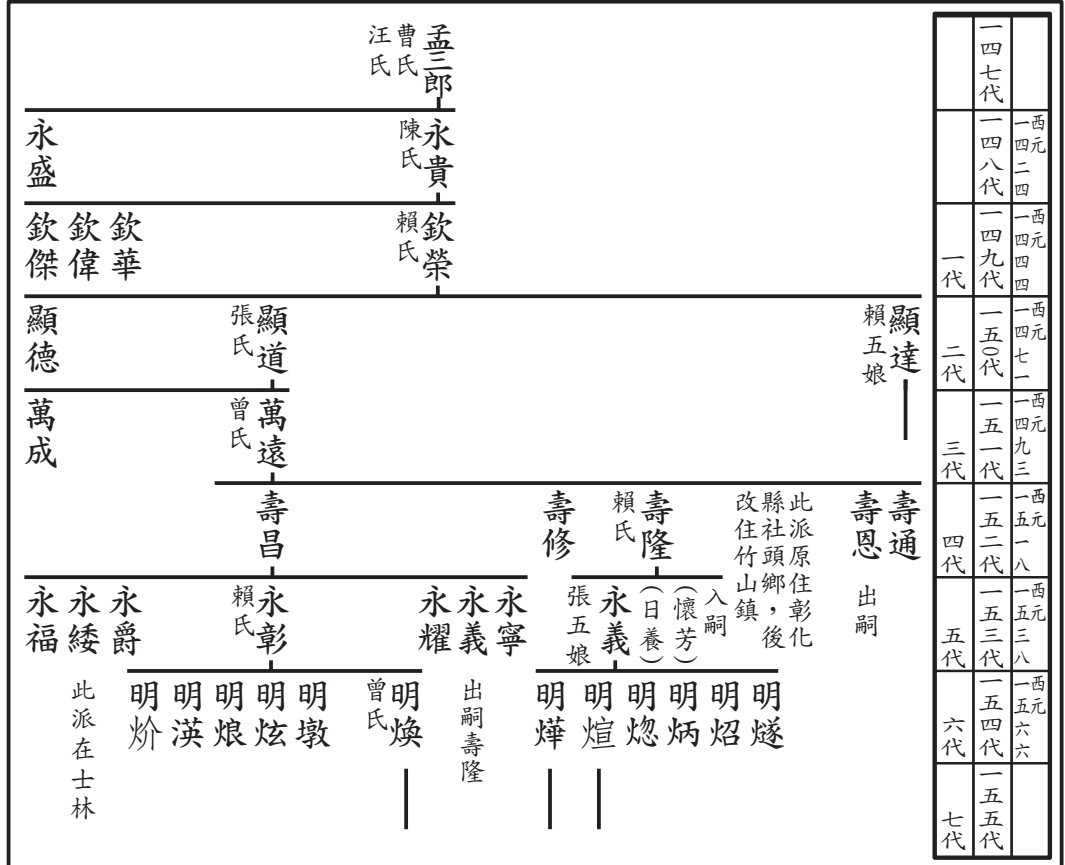 一四七代
孟三郎
曹氏
汪氏
西元一四二四
一四八代
永貴
陳氏
永盛
西元一四四四
一四九代
一代
欽榮
賴氏
欽華
欽偉
欽傑
西元一四七一
一五0代
二代
顯達
賴五娘
顯道
張氏
顯德
西元一四九三
一五一代
三代
萬遠
曾氏
萬成
西元一五一八
一五二代
四代
壽通
壽恩
出嗣
此派原住彰化
縣社頭鄉，後
改住竹山鎮
壽隆
賴氏
壽修
壽昌
西元一五三八
一五三代
五代
入嗣
永義
(懷芳)
(日養)
張五娘
永寧
永義
永耀
永彰
賴氏
永爵
永綏
永福
西元一五六六
一五四代
六代
明燧
明炤
明炳
明熜
明煊
明燁
出嗣壽隆
明煥
曾氏
明墩
明炫
明烺
明渶
明炌
此派在士林
一五五代
七代